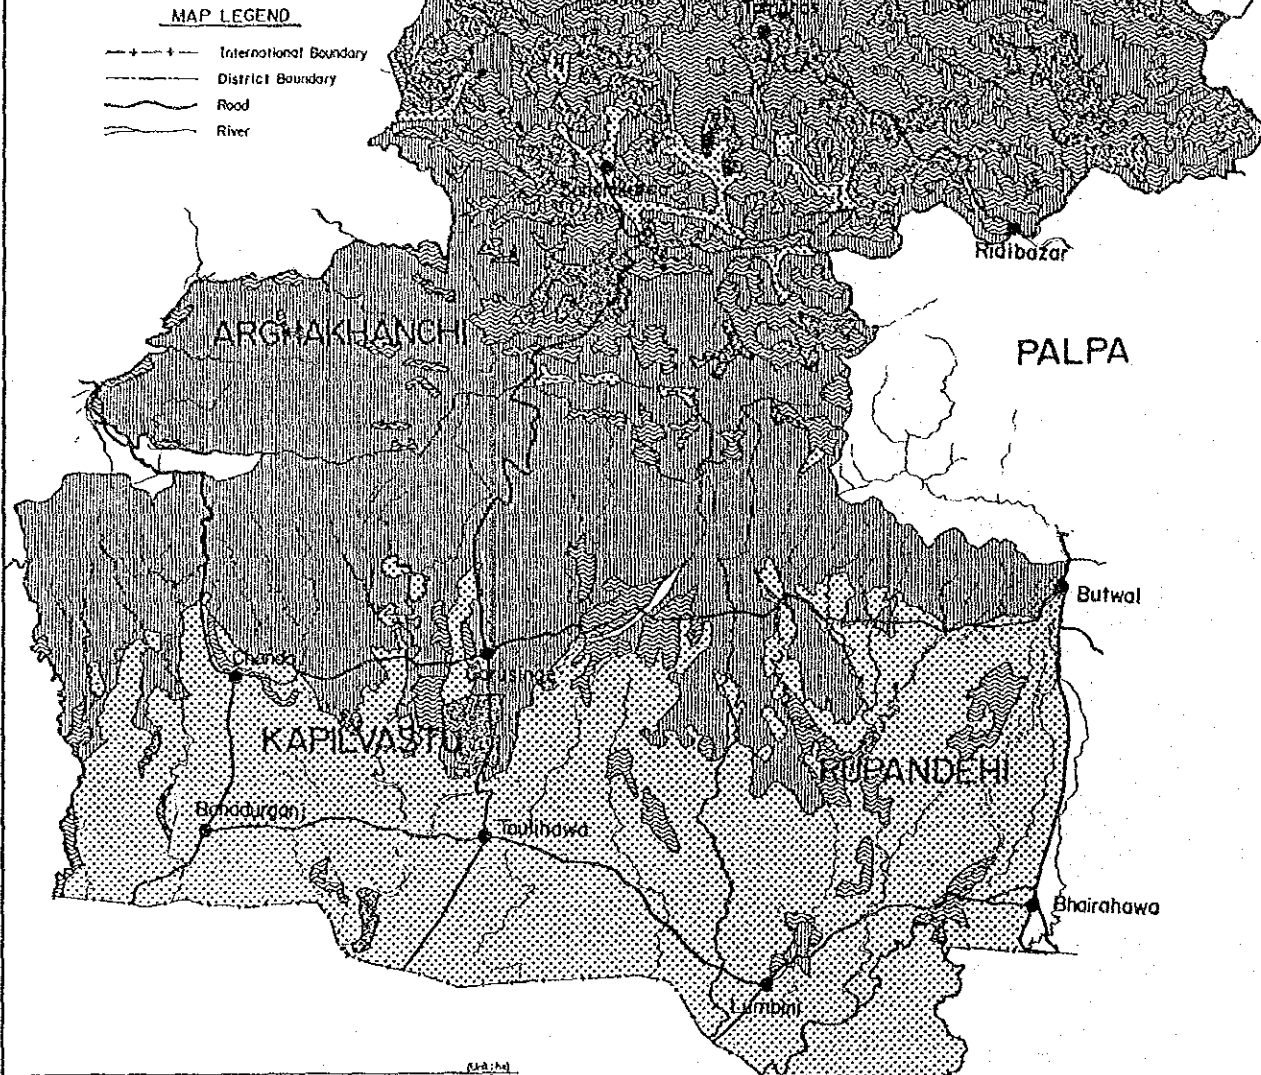 MAP LEGEND
International Boundary
District Boundary
Road
River
Ridibazar
ARGHAKHANCHI
PALPA
Butwal
Chanda
Gorusinge
KAPILVASTU
RUPANDEHI
Bahadurganj
Taulihawa
Bhairahawa
Lumbini